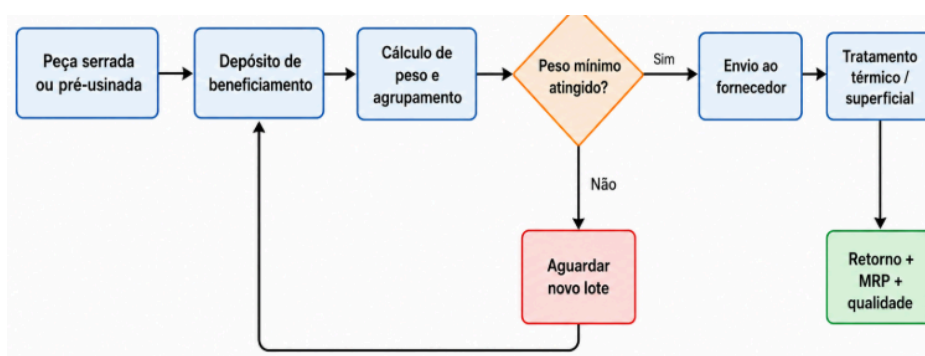 Peça serrada
ou pré-usinada
Depósito de
beneficiamento
Cálculo de
peso e
agrupamento
Peso mínimo
atingido?
Sim
Envio ao
fornecedor
Tratamento
térmico /
superficial
Não
Aguardar
novo lote
Retorno +
MRP +
qualidade